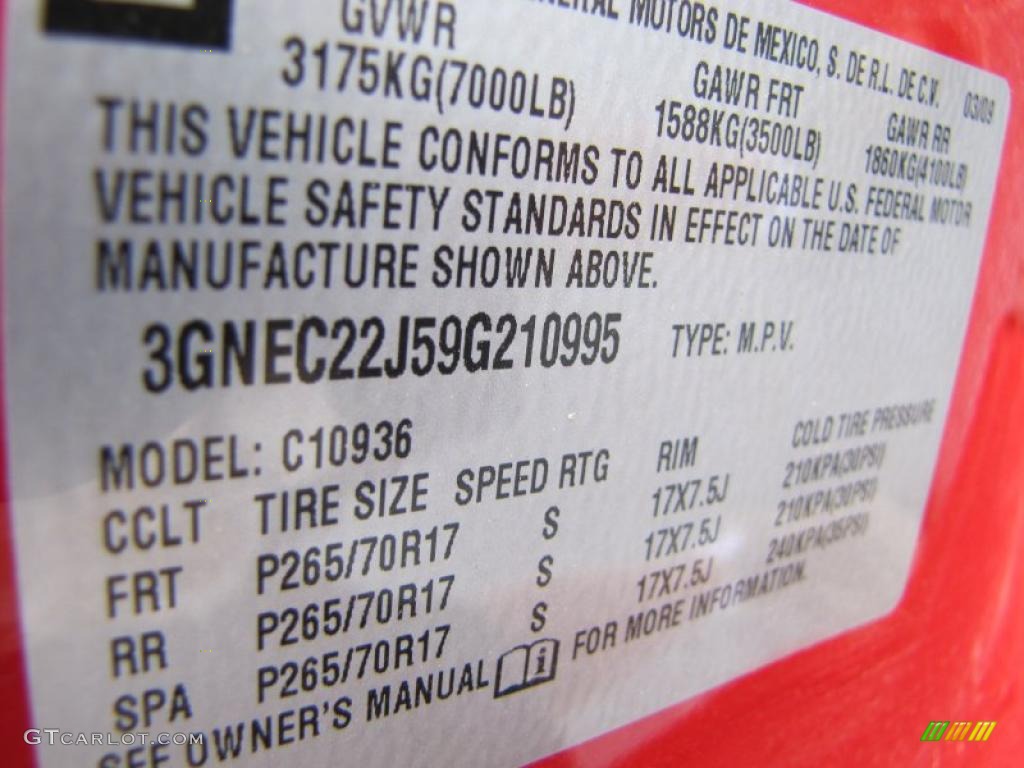 GENERAL MOTORS DE MEXICO, S. DE R.L. DE C.V. 03/09
GVWR GAWR FRT GAWR RR
3175KG(7000LB) 1588KG(3500LB) 1860KG(4100LB)
THIS VEHICLE CONFORMS TO ALL APPLICABLE U.S. FEDERAL MOTOR
VEHICLE SAFETY STANDARDS IN EFFECT ON THE DATE OF
MANUFACTURE SHOWN ABOVE.
3GNEC22J59G210995 TYPE: M.P.V.
MODEL: C10936
CCLT TIRE SIZE SPEED RTG RIM COLD TIRE PRESSURE
FRT P265/70R17 S 17X7.5J 210KPA(30PSI)
RR P265/70R17 S 17X7.5J 210KPA(30PSI)
SPA P265/70R17 S 17X7.5J 240KPA(35PSI)
SEE OWNER'S MANUAL i FOR MORE INFORMATION.
GTcarlot.com